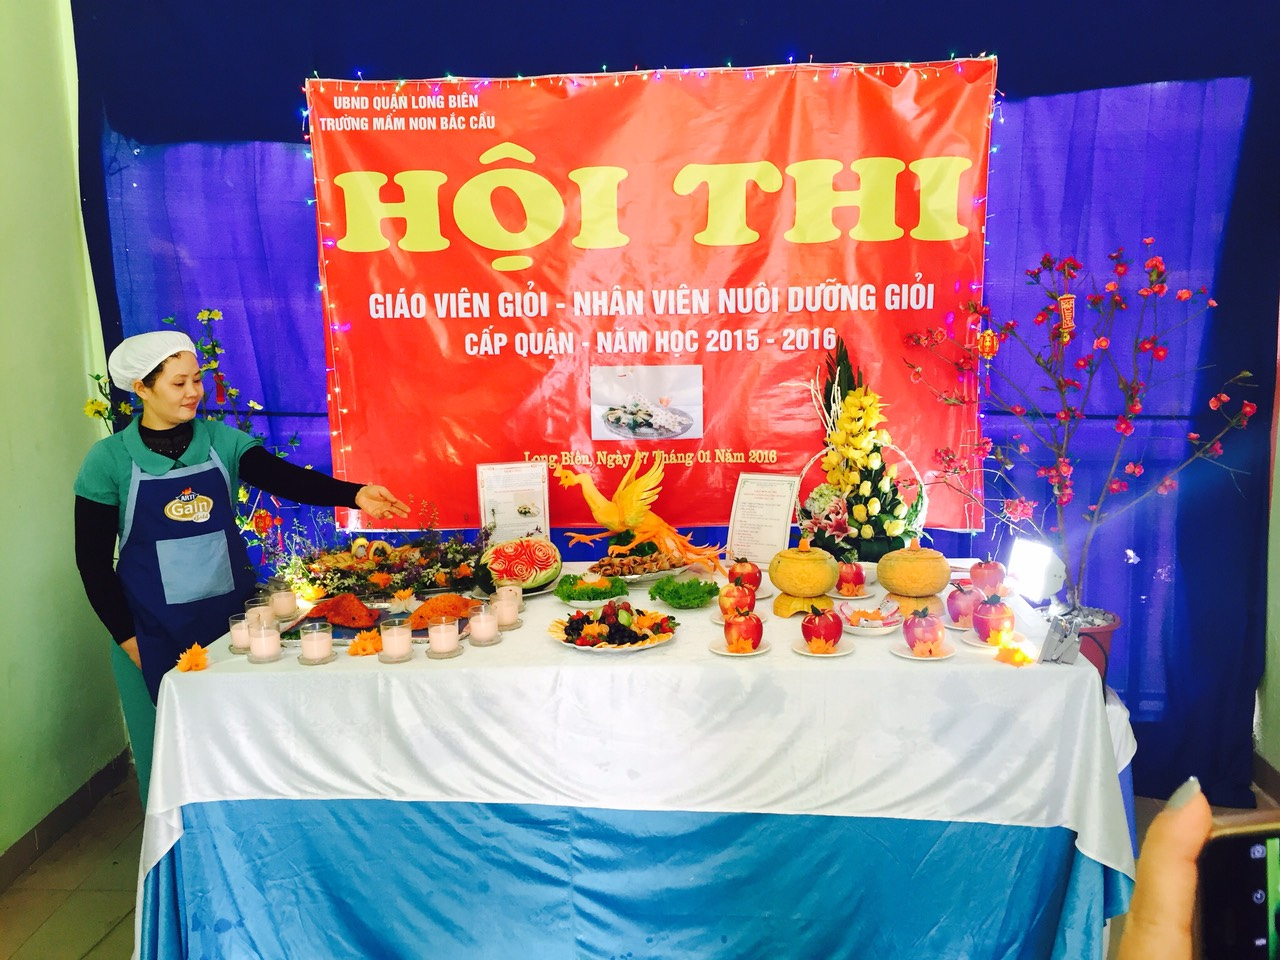 UBND QUẬN LONG BIÊN
TRƯỜNG MẦM NON BẮC CẦU
HỘI THI
GIÁO VIÊN GIỎI - NHÂN VIÊN NUÔI DƯỠNG GIỎI
CẤP QUẬN - NĂM HỌC 2015 - 2016
Long Biên, Ngày 7 Tháng 01 Năm 2016
Gain